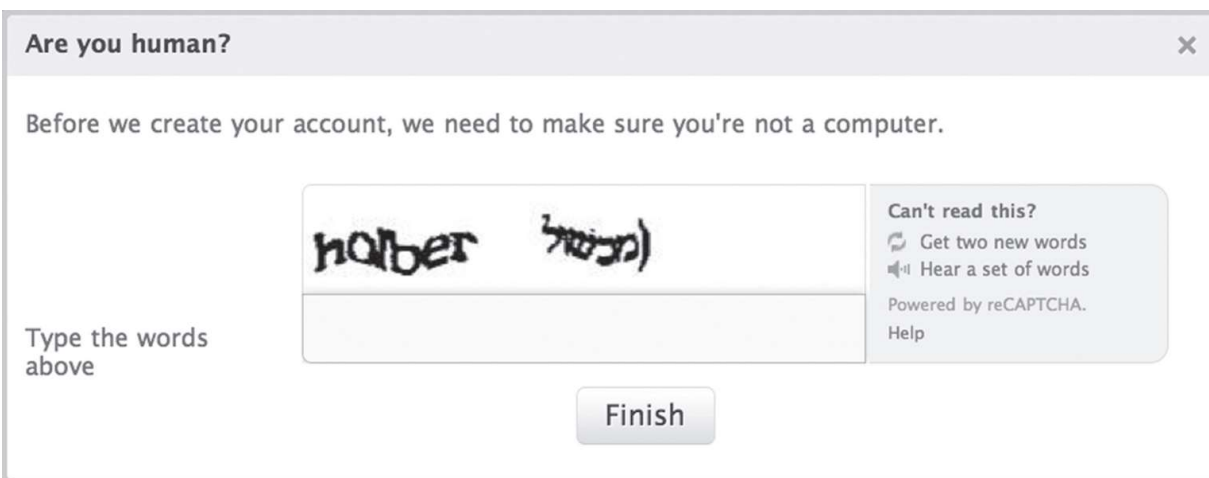 Are you human? ×
Before we create your account, we need to make sure you're not a computer.
(מכשול
Type the words
above
Can't read this?
Get two new words
Hear a set of words
Powered by reCAPTCHA.
Help
Finish